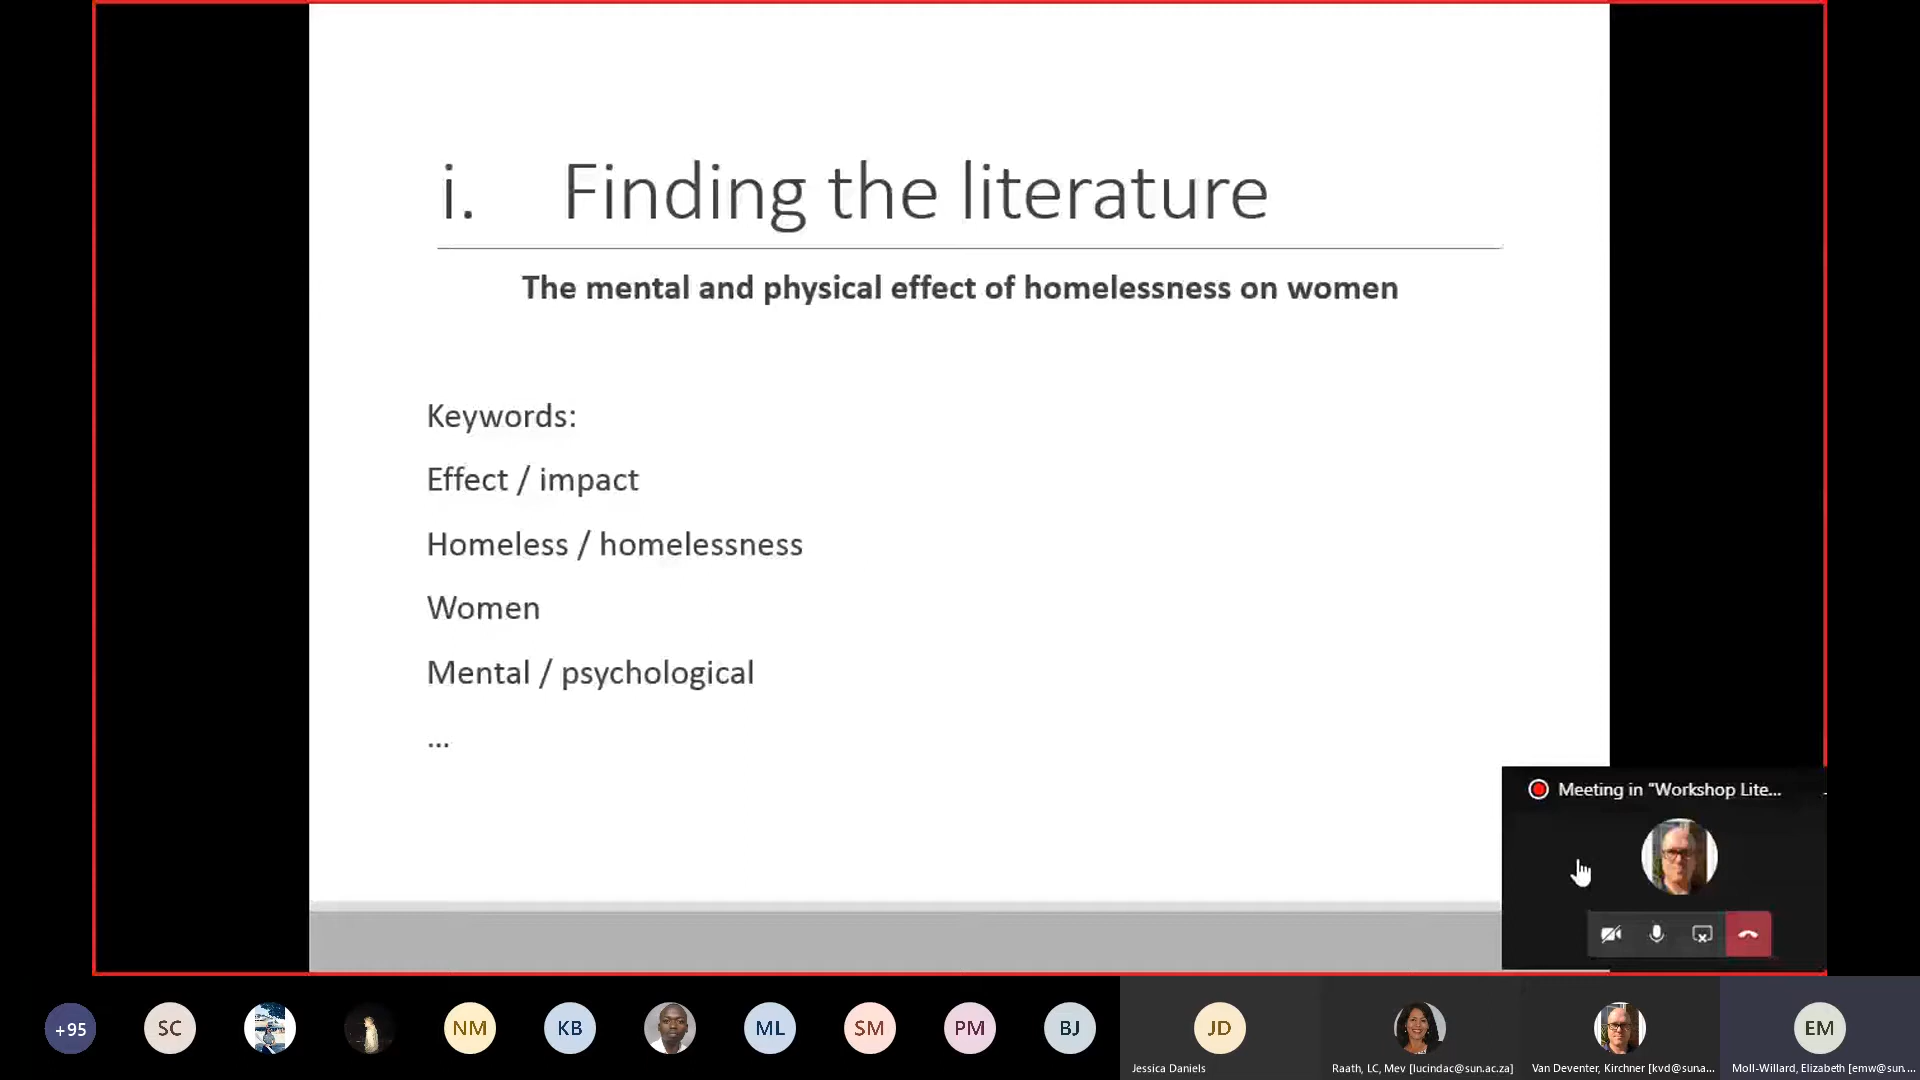 i. Finding the literature
The mental and physical effect of homelessness on women
Keywords:
Effect / impact
Homeless / homelessness
Women
Mental / psychological
...
Meeting in "Workshop Lite...
+95
SC
NM
KB
ML
SM
PM
BJ
JD
EM
Jessica Daniels
Raath, LC, Mev [lucindac@sun.ac.za]
Van Deventer, Kirchner [kvd@sun.a...
Moll-Willard, Elizabeth [emw@sun....